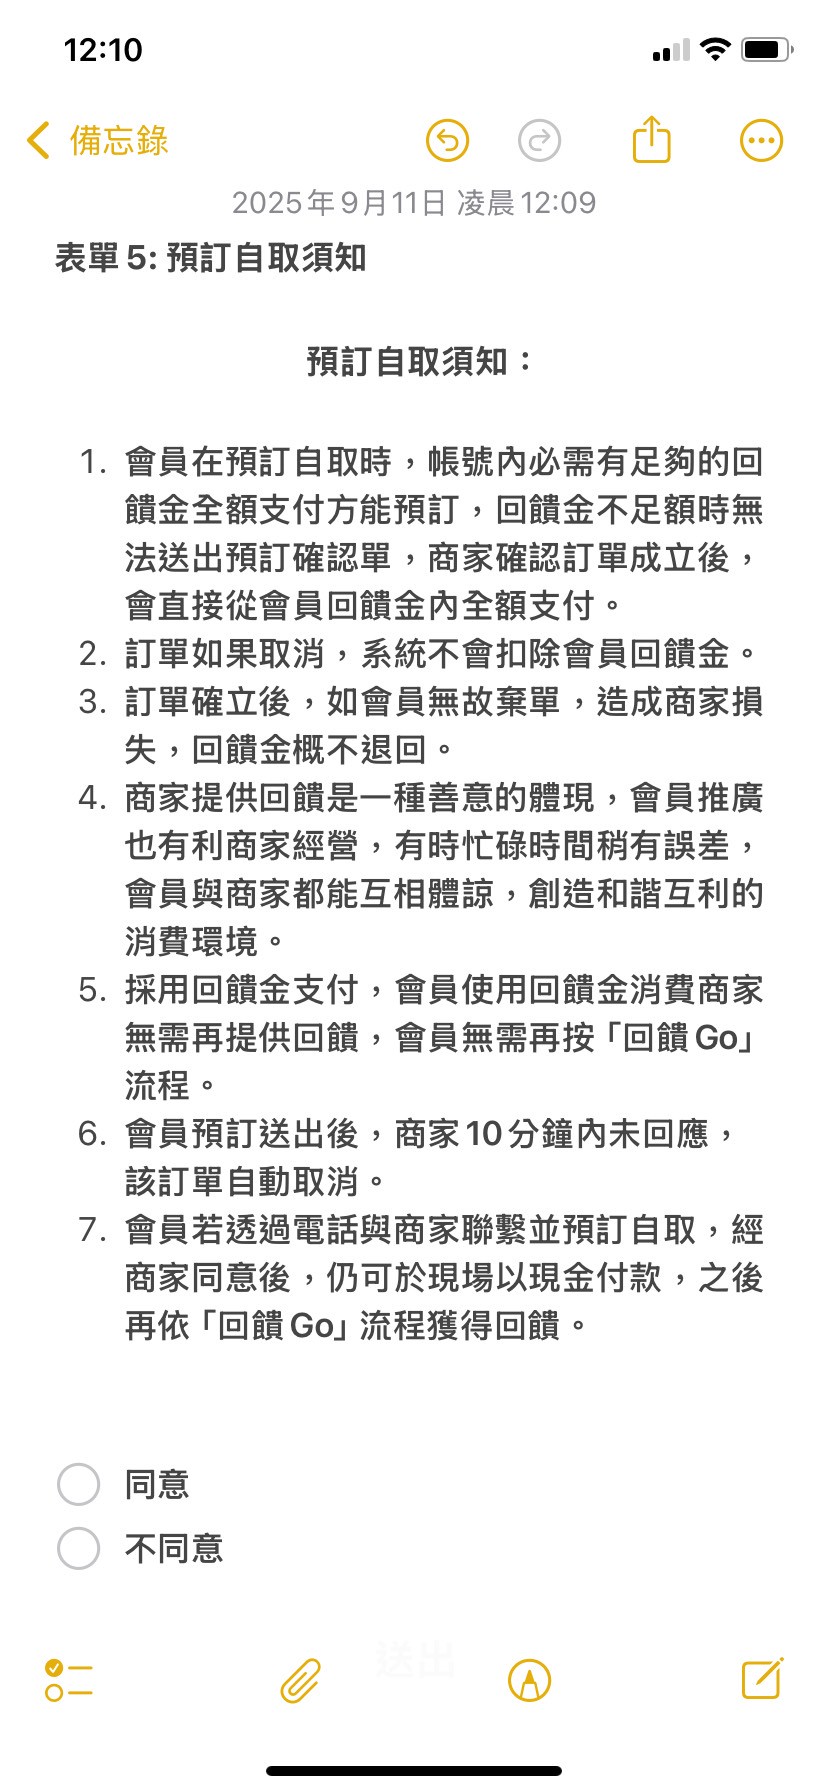 12:10
備忘錄
2025年9月11日 凌晨12:09
表單 5: 預訂自取須知
預訂自取須知：
1. 會員在預訂自取時，帳號內必需有足夠的回
饋金全額支付方能預訂，回饋金不足額時無
法送出預訂確認單，商家確認訂單成立後，
會直接從會員回饋金內全額支付。
2. 訂單如果取消，系統不會扣除會員回饋金。
3. 訂單確立後，如會員無故棄單，造成商家損
失，回饋金概不退回。
4. 商家提供回饋是一種善意的體現，會員推廣
也有利商家經營，有時忙碌時間稍有誤差，
會員與商家都能互相體諒，創造和諧互利的
消費環境。
5. 採用回饋金支付，會員使用回饋金消費商家
無需再提供回饋，會員無需再按「回饋 Go」
流程。
6. 會員預訂送出後，商家 10 分鐘內未回應，
該訂單自動取消。
7. 會員若透過電話與商家聯繫並預訂自取，經
商家同意後，仍可於現場以現金付款，之後
再依「回饋 Go」流程獲得回饋。
同意
不同意
送出